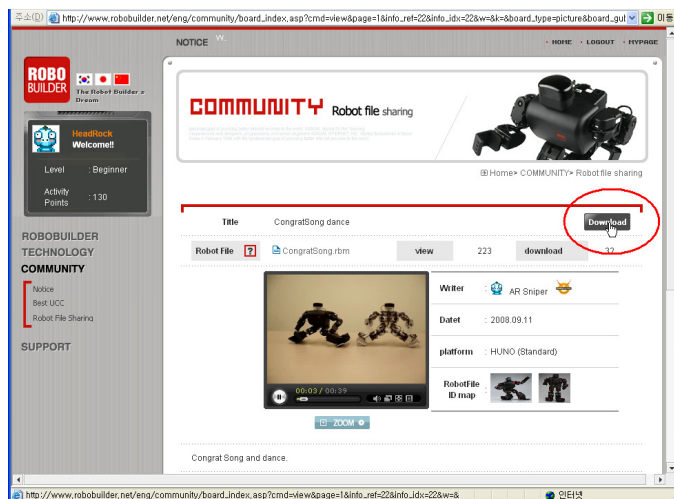 주소(D) http://www.robobuilder.net/eng/community/board_index.asp?cmd=view&page=1&info_ref=22&info_idx=22&w=&k=&board_type=picture&board_gul 이동
NOTICE W..
HOME · LOGOUT · MYPAGE
ROBO
BUILDER
The Robot Builder's
Dream
HeadRock
Welcome!!
Level : Beginner
Activity
Points : 130
ROBOBUILDER
TECHNOLOGY
COMMUNITY
Notice
Best UCC
Robot File Sharing
SUPPORT
COMMUNITY Robot file sharing
Home> COMMUNITY> Robot file sharing
Title CongratSong dance Download
Robot File ? CongratSong.rbm view 223 download 32
00:03 / 00:39
ZOOM
Writer : AR Sniper
Datet : 2008.09.11
platform : HUNO (Standard)
RobotFile
ID map :
Congrat Song and dance.
http://www.robobuilder.net/eng/community/board_index.asp?cmd=view&page=1&info_ref=22&info_idx=22&w=& 인터넷